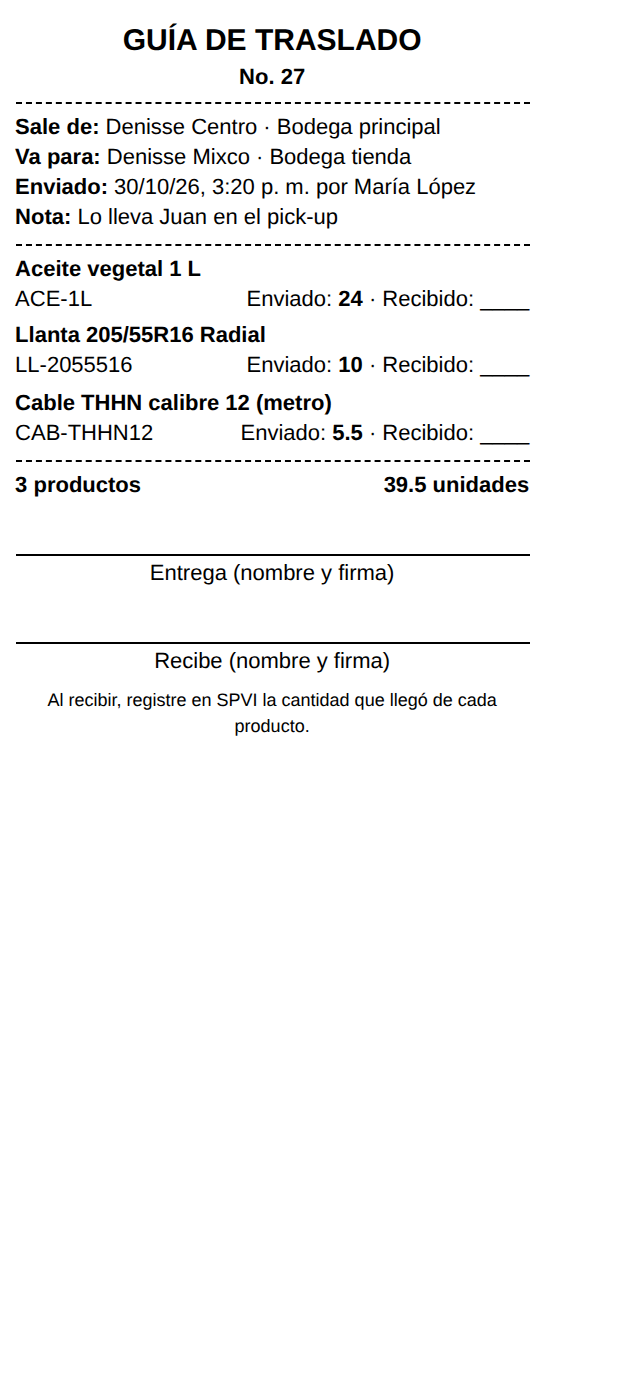 GUÍA DE TRASLADO
No. 27
Sale de: Denisse Centro · Bodega principal
Va para: Denisse Mixco · Bodega tienda
Enviado: 30/10/26, 3:20 p. m. por María López
Nota: Lo lleva Juan en el pick-up
Aceite vegetal 1 L
ACE-1L Enviado: 24 · Recibido: ____
Llanta 205/55R16 Radial
LL-2055516 Enviado: 10 · Recibido: ____
Cable THHN calibre 12 (metro)
CAB-THHN12 Enviado: 5.5 · Recibido: ____
3 productos 39.5 unidades
Entrega (nombre y firma)
Recibe (nombre y firma)
Al recibir, registre en SPVI la cantidad que llegó de cada
producto.